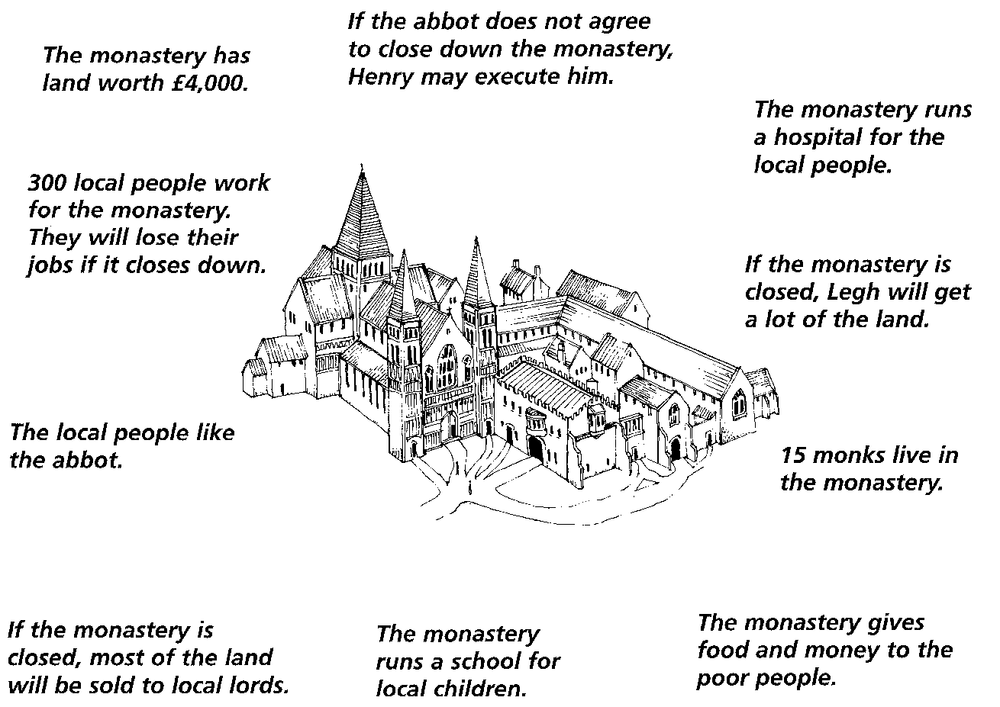 The monastery has
land worth £4,000.
If the abbot does not agree
to close down the monastery,
Henry may execute him.
The monastery runs
a hospital for the
local people.
300 local people work
for the monastery.
They will lose their
jobs if it closes down.
If the monastery is
closed, Legh will get
a lot of the land.
The local people like
the abbot.
15 monks live in
the monastery.
If the monastery is
closed, most of the land
will be sold to local lords.
The monastery
runs a school for
local children.
The monastery gives
food and money to the
poor people.